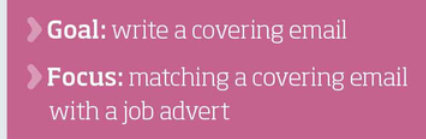 Goal: write a covering email
Focus: matching a covering email
with a job advert